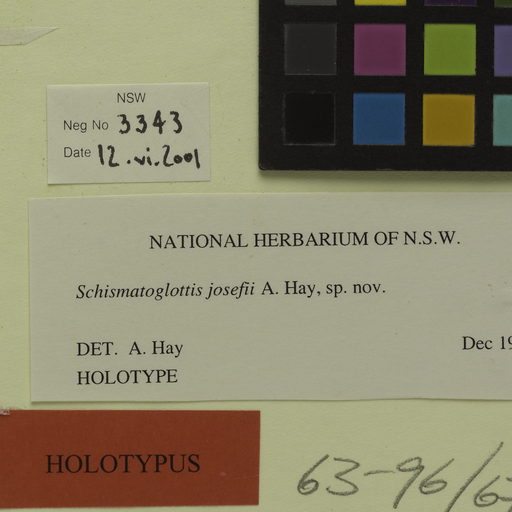 NSW
Neg No 3343
Date 12.vi.2001
NATIONAL HERBARIUM OF N.S.W.
Schismatoglottis josefii A. Hay, sp. nov.
DET. A. Hay
Dec 19
HOLOTYPE
HOLOTYPUS
63-96/6